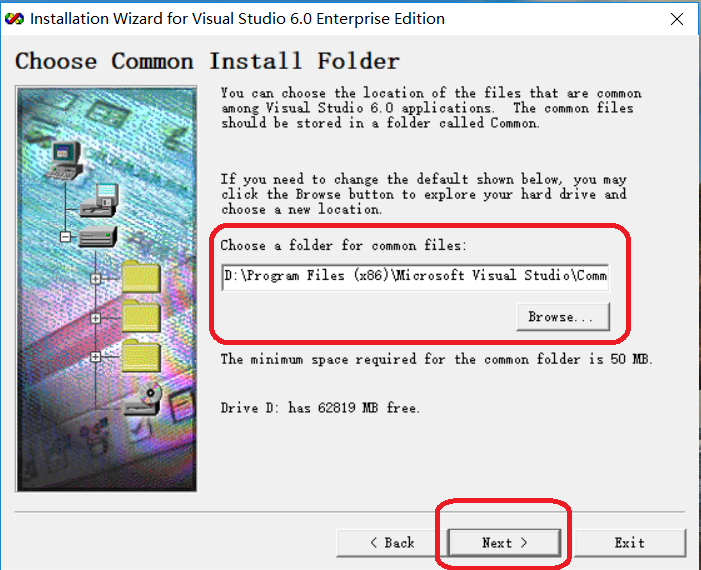 Installation Wizard for Visual Studio 6.0 Enterprise Edition
Choose Common Install Folder
You can choose the location of the files that are common
among Visual Studio 6.0 applications. The common files
should be stored in a folder called Common.
If you need to change the default shown below, you may
click the Browse button to explore your hard drive and
choose a new location.
Choose a folder for common files:
D:\Program Files (x86)\Microsoft Visual Studio\Comm
Browse...
The minimum space required for the common folder is 50 MB.
Drive D: has 62819 MB free.
< Back
Next >
Exit